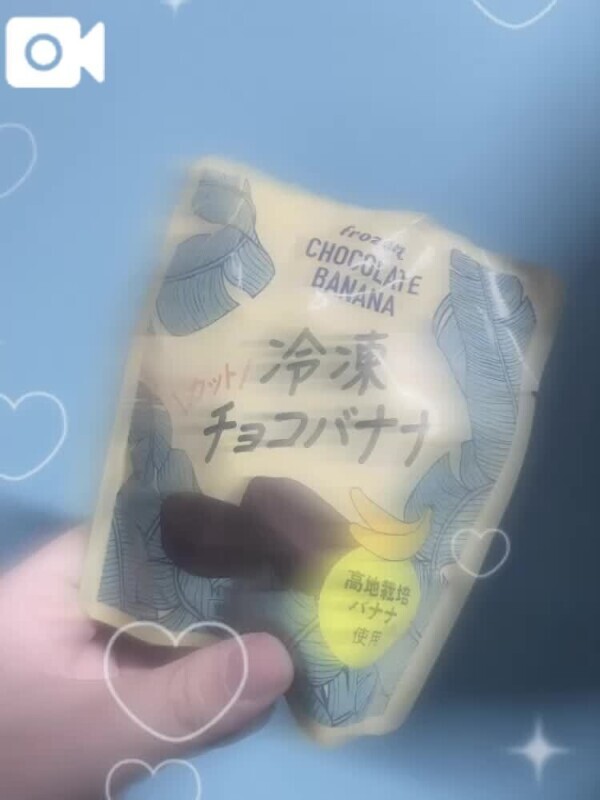 frozen
CHOCOLATE
BANANA
冷凍
カット!
チョコバナナ
高地栽培
バナナ
使用